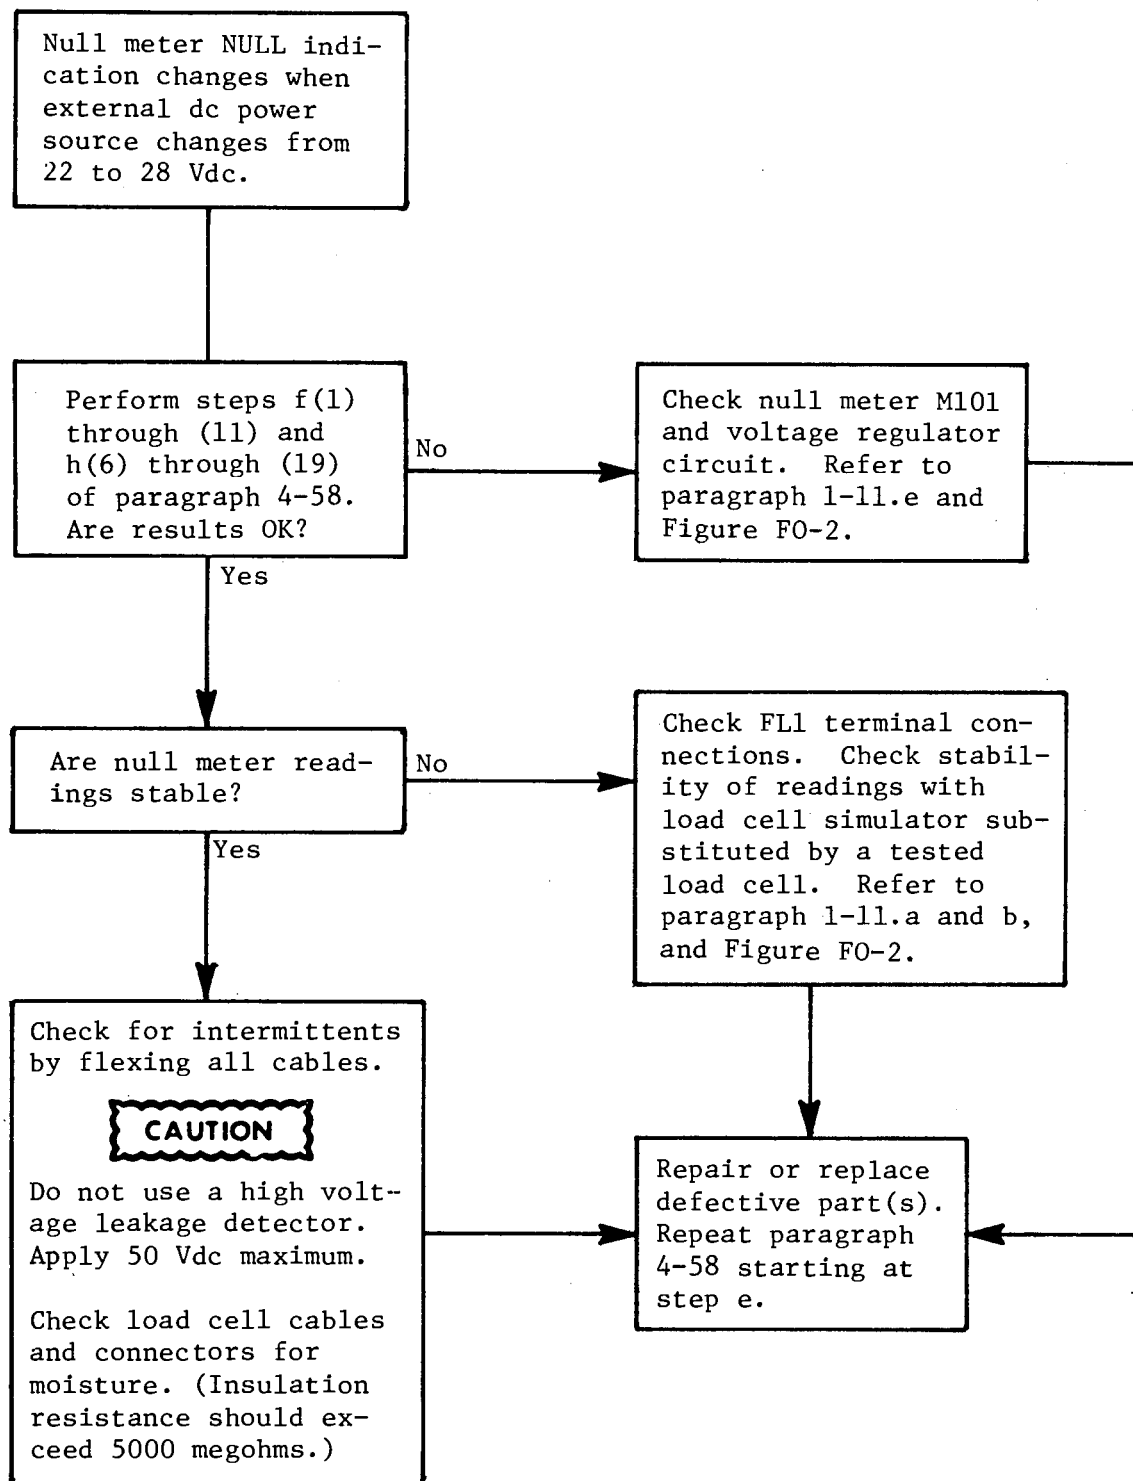 Null meter NULL indi-
cation changes when
external dc power
source changes from
22 to 28 Vdc.
Perform steps f(1)
through (11) and
h(6) through (19)
of paragraph 4-58.
Are results OK?
No
Check null meter M101
and voltage regulator
circuit. Refer to
paragraph 1-11.e and
Figure FO-2.
Yes
Are null meter read-
ings stable?
No
Check FL1 terminal con-
nections. Check stabil-
ity of readings with
load cell simulator sub-
stituted by a tested
load cell. Refer to
paragraph 1-11.a and b,
and Figure FO-2.
Yes
Check for intermittents
by flexing all cables.
CAUTION
Do not use a high volt-
age leakage detector.
Apply 50 Vdc maximum.
Check load cell cables
and connectors for
moisture. (Insulation
resistance should ex-
ceed 5000 megohms.)
Repair or replace
defective part(s).
Repeat paragraph
4-58 starting at
step e.